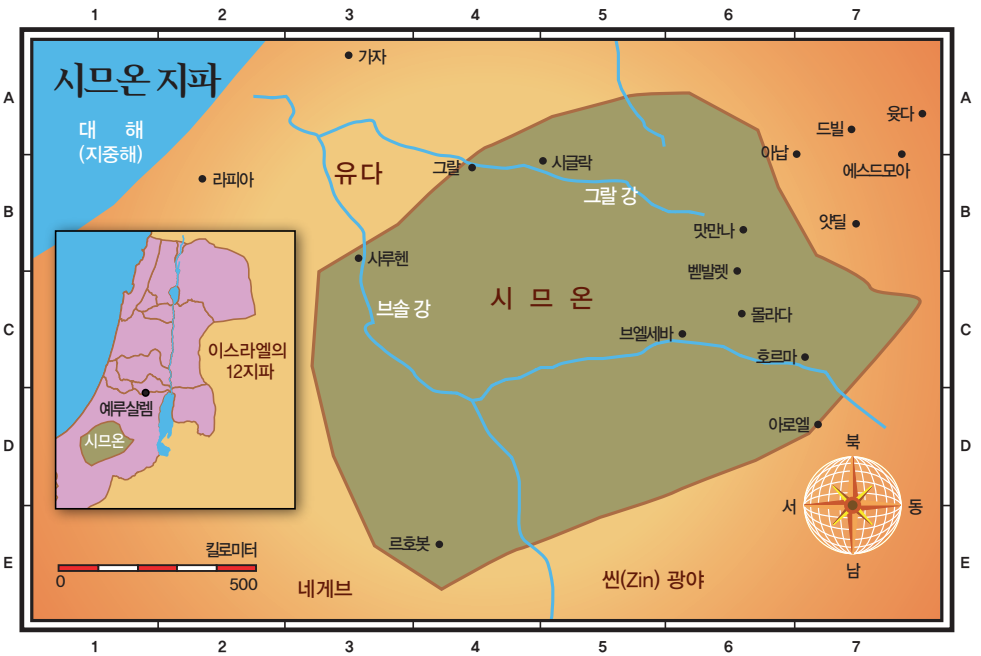 1 2 3 4 5 6 7
시므온 지파
가자
A
A
대 해
(지중해)
윳다
드빌
아납
에스드모아
유다
그랄
시글락
라피아
그랄 강
B
B
얏딜
맛만나
사루헨
벧발렛
시 므 온
브솔 강
몰라다
C
C
브엘세바
호르마
이스라엘의
12지파
예루살렘
아로엘
시므온
D
D
북
서
동
남
르호봇
킬로미터
0
500
E
E
네게브
씬(Zin) 광야
1 2 3 4 5 6 7